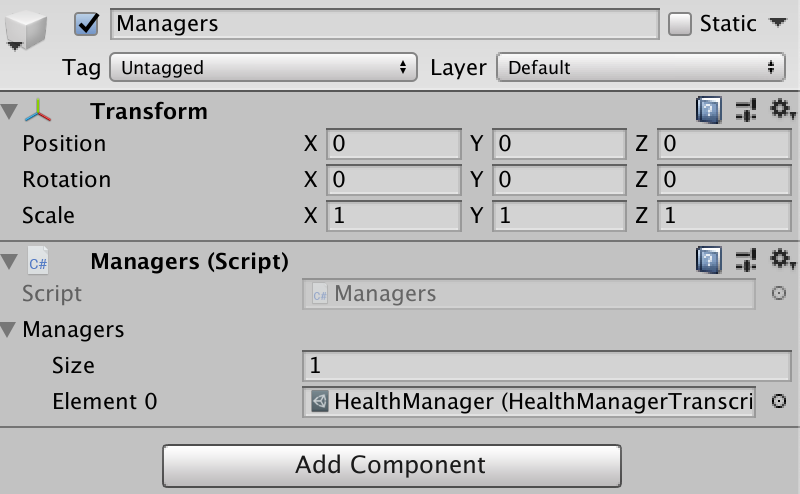 Managers Static
Tag Untagged Layer Default
Transform
Position X 0 Y 0 Z 0
Rotation X 0 Y 0 Z 0
Scale X 1 Y 1 Z 1
C# Managers (Script)
Script C# Managers
Managers
Size 1
Element 0 HealthManager (HealthManagerTranscri
Add Component